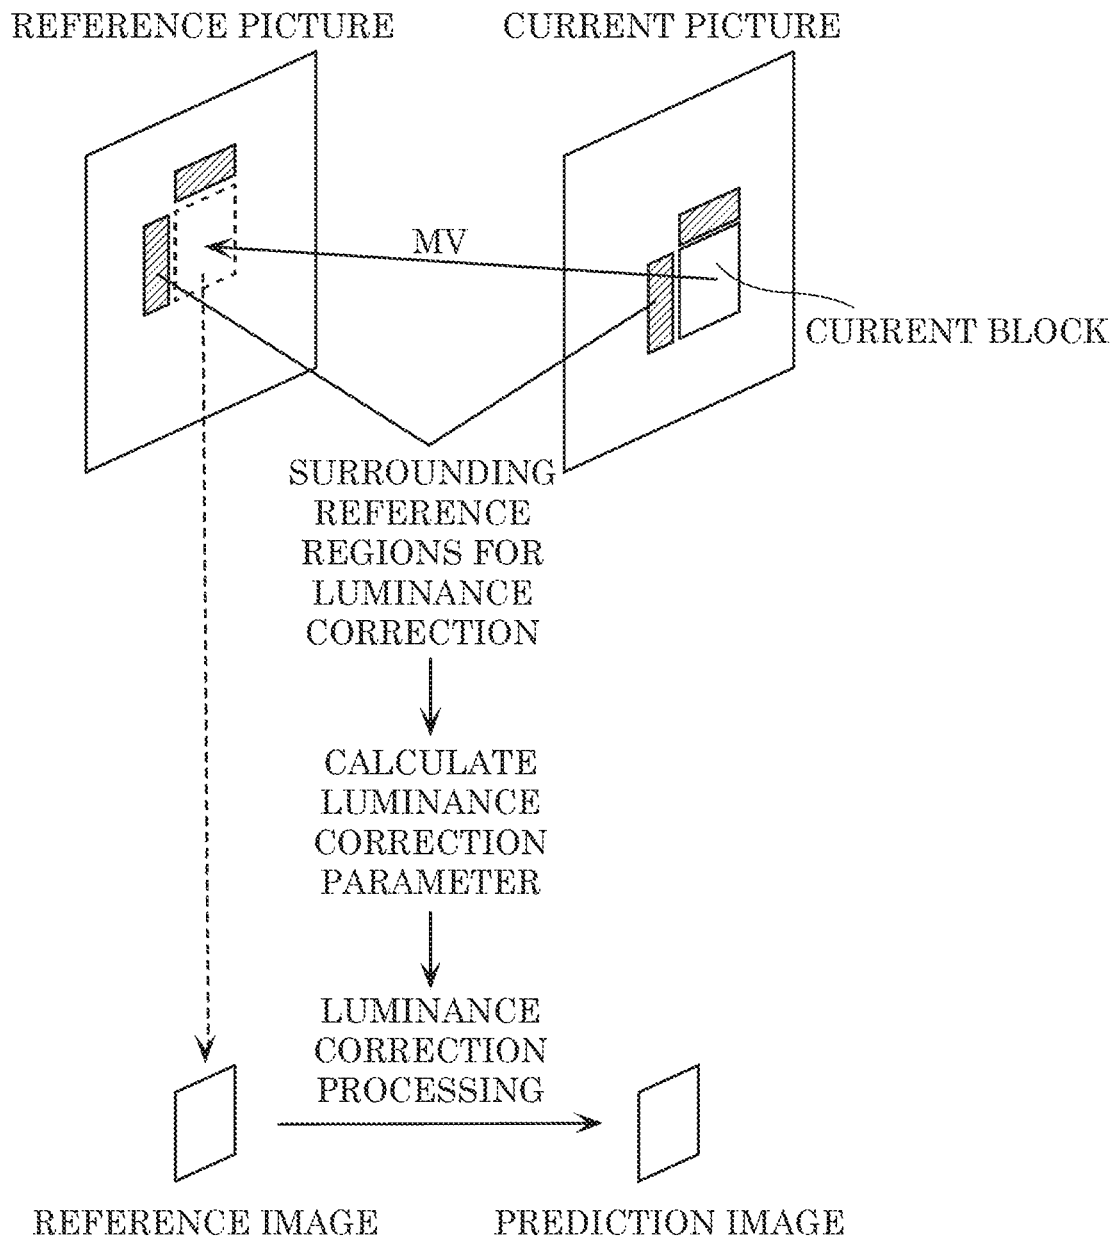 REFERENCE PICTURE
CURRENT PICTURE
MV
CURRENT BLOCK
SURROUNDING
REFERENCE
REGIONS FOR
LUMINANCE
CORRECTION
CALCULATE
LUMINANCE
CORRECTION
PARAMETER
LUMINANCE
CORRECTION
PROCESSING
REFERENCE IMAGE
PREDICTION IMAGE